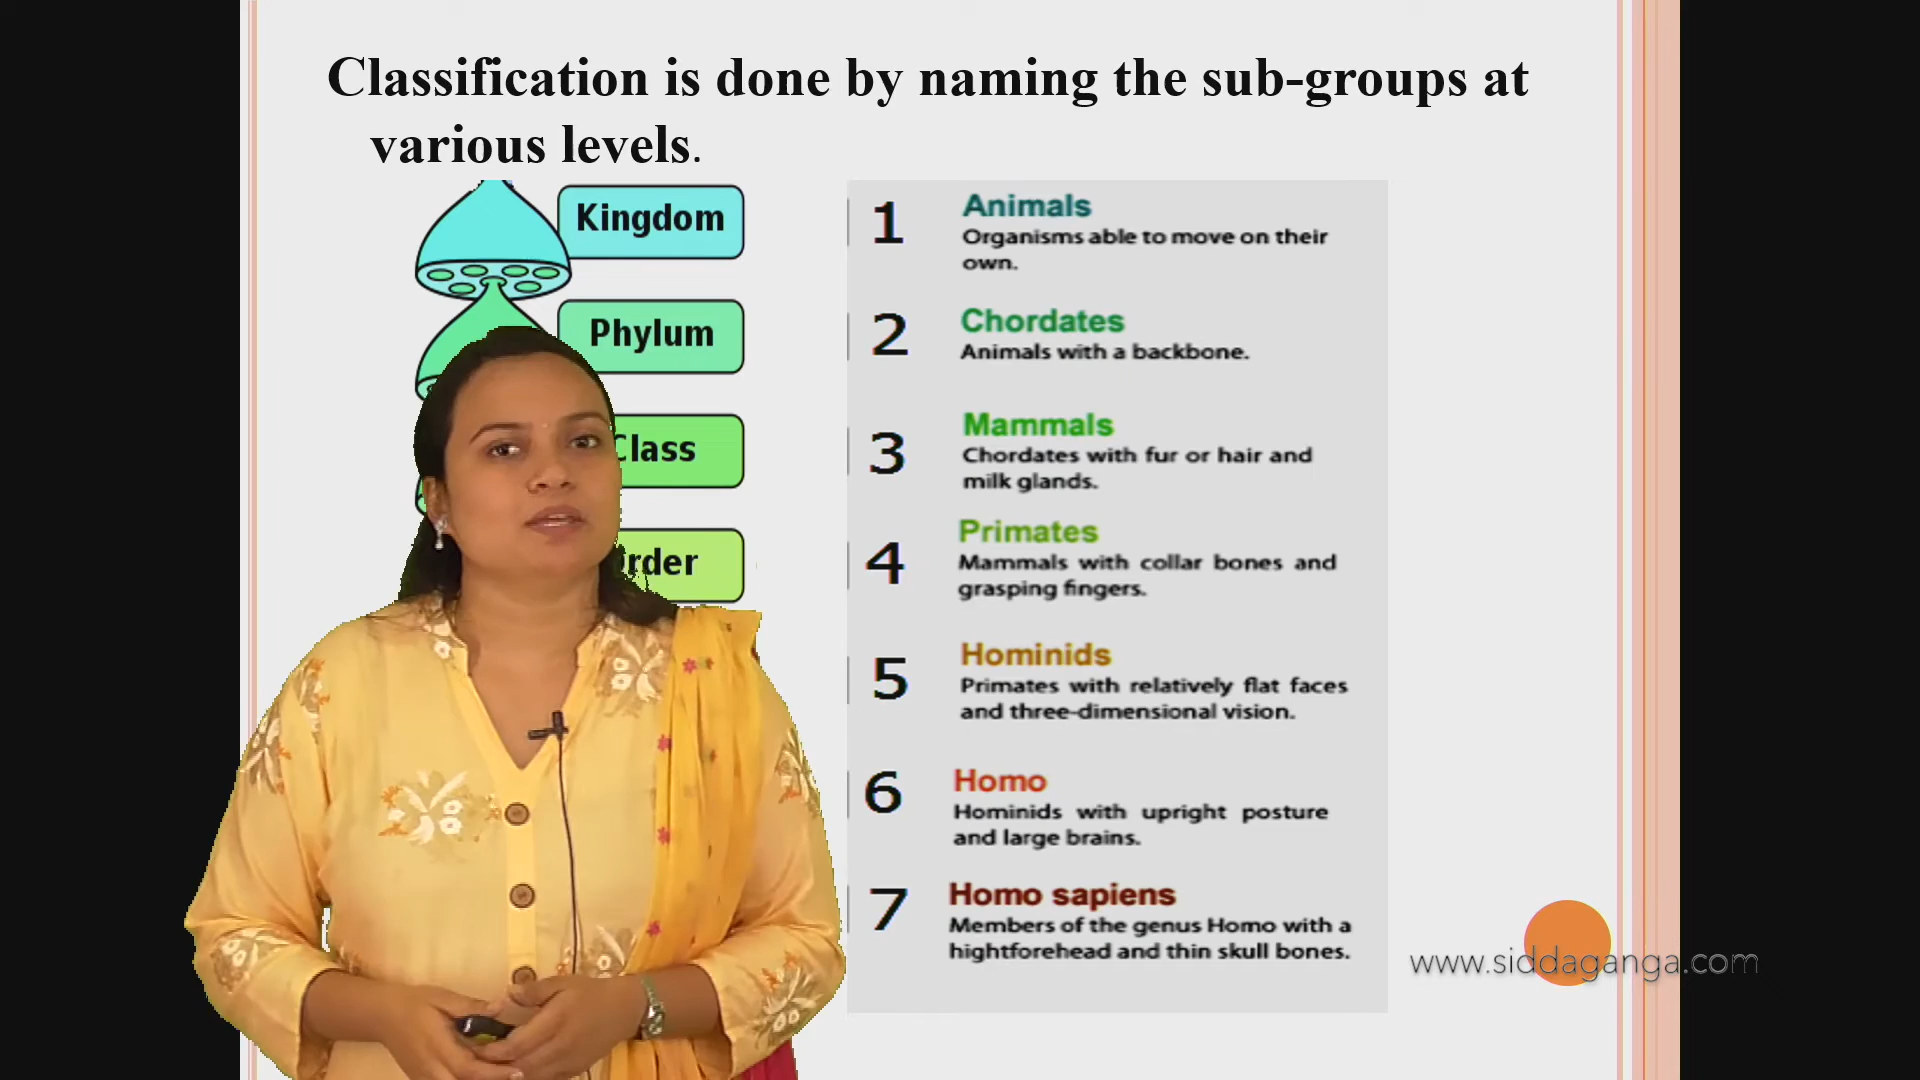 Classification is done by naming the sub-groups at
various levels.
Kingdom
Phylum
Class
Order
1 Animals
Organisms able to move on their
own.
2 Chordates
Animals with a backbone.
3 Mammals
Chordates with fur or hair and
milk glands.
4 Primates
Mammals with collar bones and
grasping fingers.
5 Hominids
Primates with relatively flat faces
and three-dimensional vision.
6 Homo
Hominids with upright posture
and large brains.
7 Homo sapiens
Members of the genus Homo with a
hightforehead and thin skull bones.
www.siddaganga.com